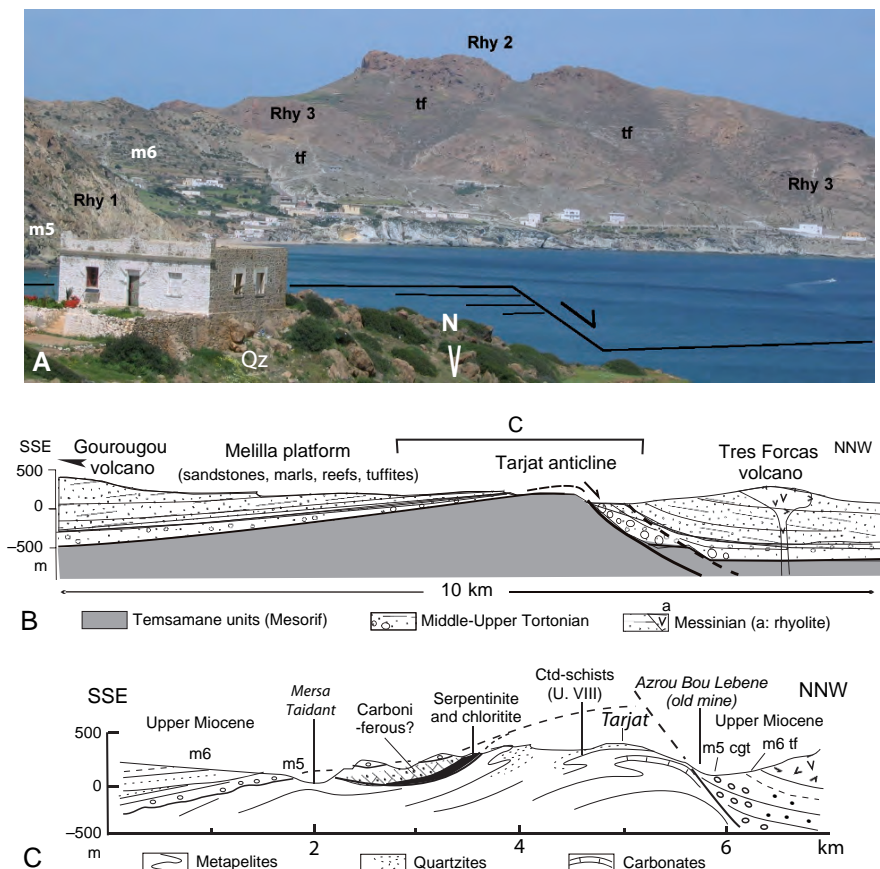 Rhy 2
tf
Rhy 3
tf
m6
tf
Rhy 3
Rhy 1
m5
N
A
Qz
C
SSE
Gourougou
volcano
Melilla platform
(sandstones, marls, reefs, tuffites)
Tarjat anticline
Tres Forcas
volcano
NNW
500
0
–500
m
10 km
B
Temsamane units (Mesorif)
Middle-Upper Tortonian
a
Messinian (a: rhyolite)
SSE
Mersa
Taidant
Carboni
-ferous?
Serpentinite
and chloritite
Ctd-schists
(U. VIII)
Azrou Bou Lebene
(old mine)
NNW
Upper Miocene
Tarjat
Upper Miocene
500
m6
m5
m5 cgt
m6 tf
0
–500
m
2
4
6
km
C
Metapelites
Quartzites
Carbonates